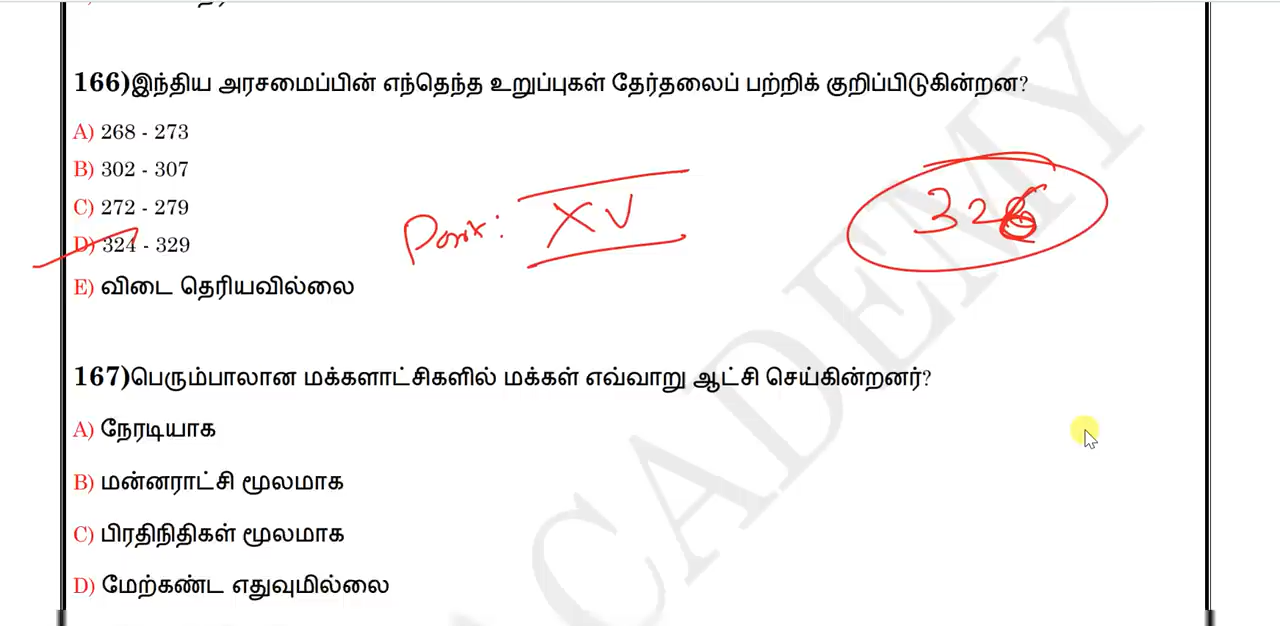 166)இந்திய அரசமைப்பின் எந்தெந்த உறுப்புகள் தேர்தலைப் பற்றிக் குறிப்பிடுகின்றன?
A) 268 - 273
B) 302 - 307
C) 272 - 279
D) 324 - 329
Part: XV
326
E) விடை தெரியவில்லை
167)பெரும்பாலான மக்களாட்சிகளில் மக்கள் எவ்வாறு ஆட்சி செய்கின்றனர்?
A) நேரடியாக
B) மன்னராட்சி மூலமாக
C) பிரதிநிதிகள் மூலமாக
D) மேற்கண்ட எதுவுமில்லை
ACADEMY